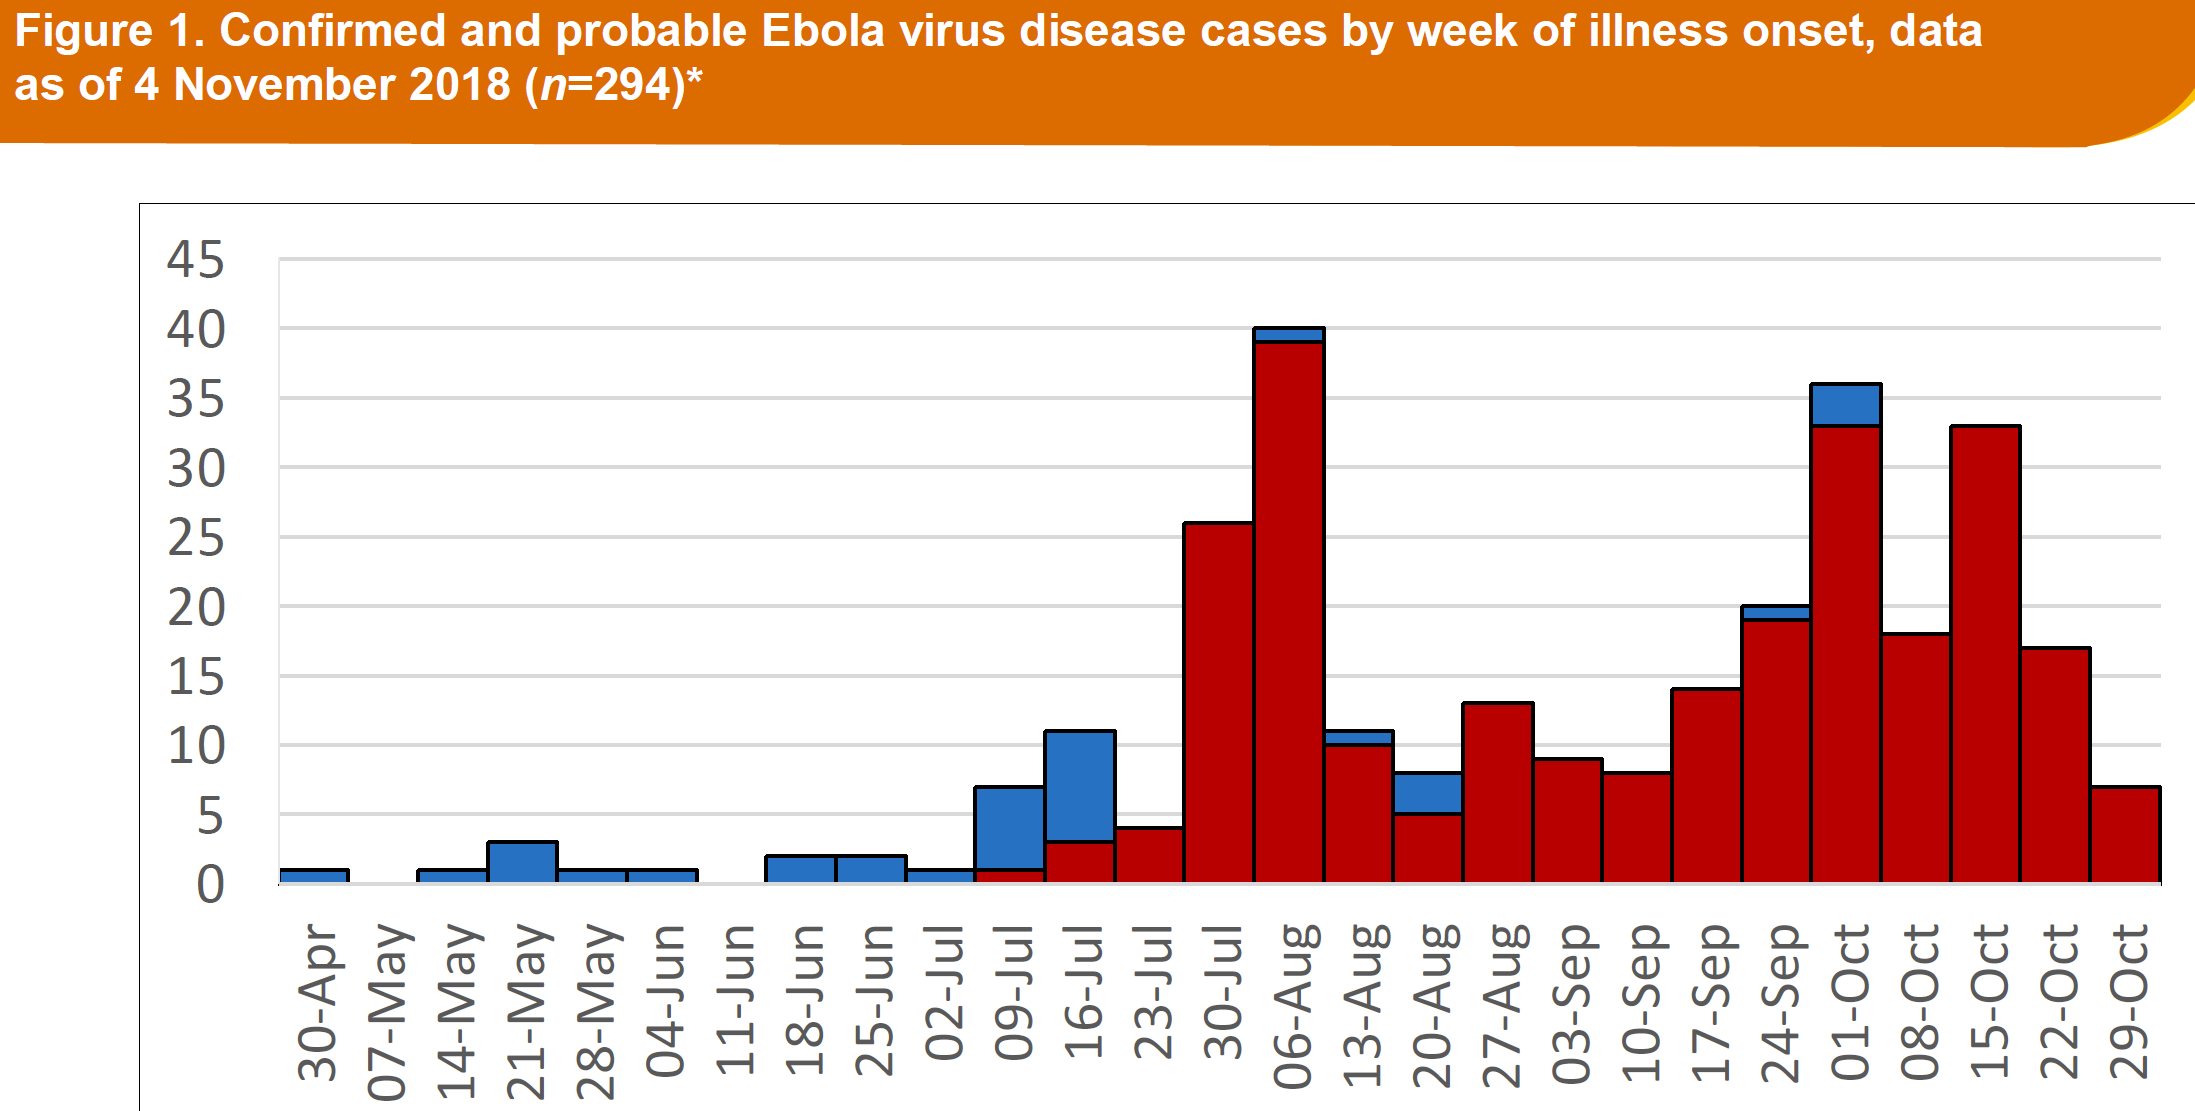 Figure 1. Confirmed and probable Ebola virus disease cases by week of illness onset, data
as of 4 November 2018 (n=294)*
45
40
35
30
25
20
15
10
5
0
30-Apr
07-May
14-May
21-May
28-May
04-Jun
11-Jun
18-Jun
25-Jun
02-Jul
09-Jul
16-Jul
23-Jul
30-Jul
06-Aug
13-Aug
20-Aug
27-Aug
03-Sep
10-Sep
17-Sep
24-Sep
01-Oct
08-Oct
15-Oct
22-Oct
29-Oct